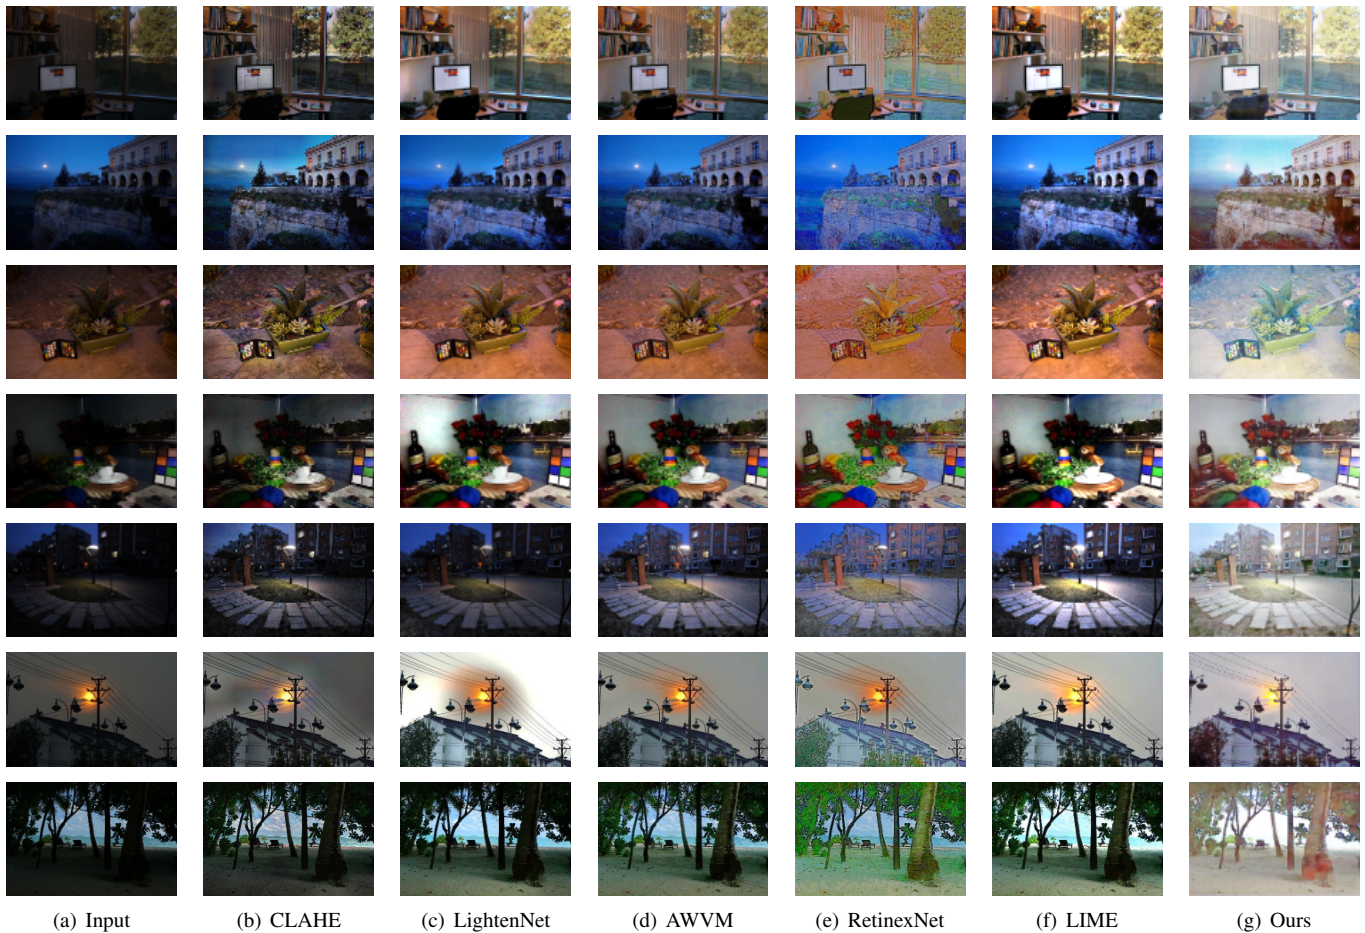 (a) Input
(b) CLAHE
(c) LightenNet
(d) AWVM
(e) RetinexNet
(f) LIME
(g) Ours